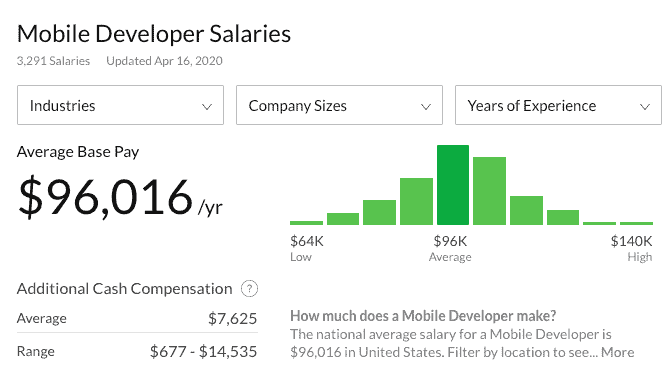 Mobile Developer Salaries
3,291 Salaries Updated Apr 16, 2020
Industries Company Sizes Years of Experience
Average Base Pay
$96,016 /yr
$64K $96K $140K
Low Average High
Additional Cash Compensation ?
Average $7,625
Range $677 - $14,535
How much does a Mobile Developer make?
The national average salary for a Mobile Developer is
$96,016 in United States. Filter by location to see... More